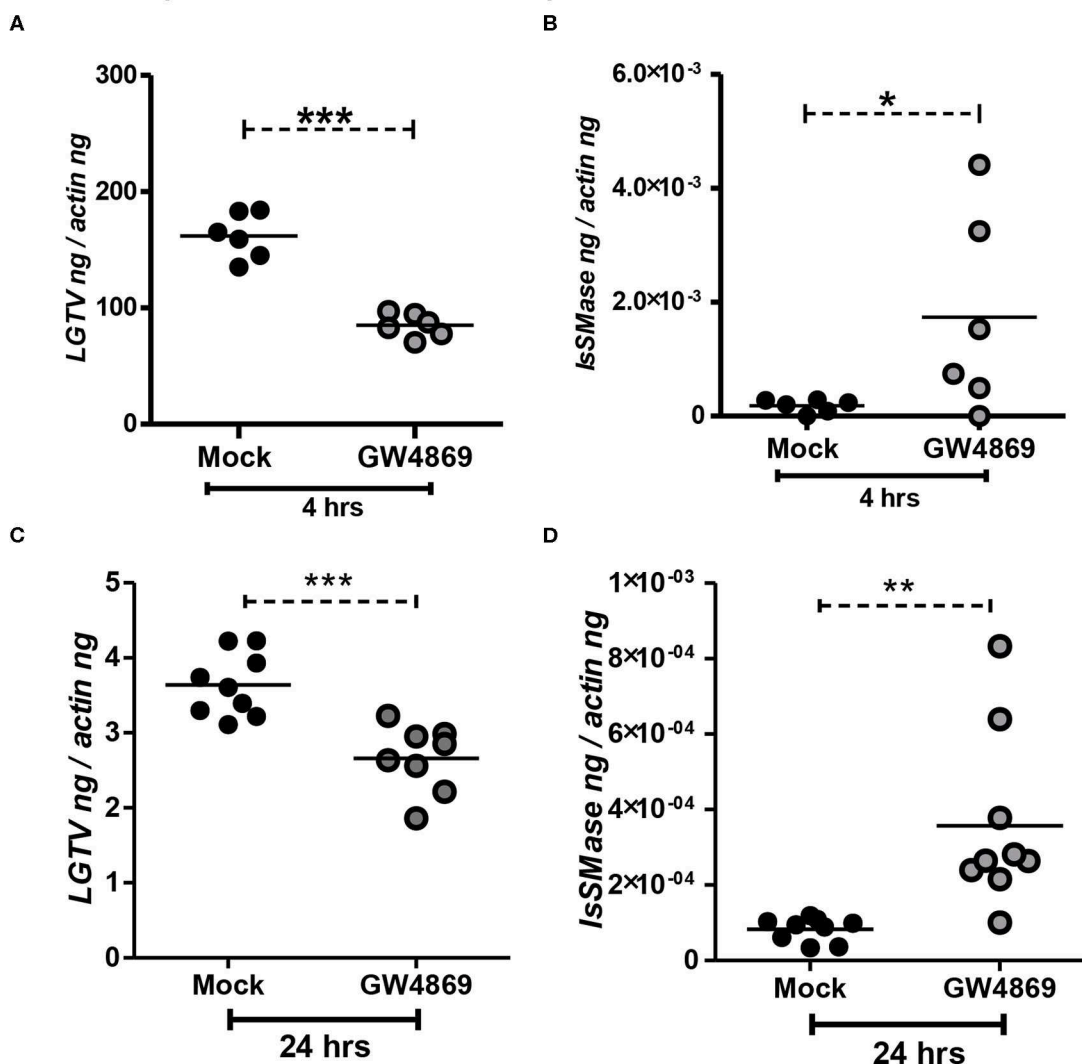 A
LGTV ng / actin ng
300
200
100
0
***
Mock GW4869
4 hrs
B
IsSMase ng / actin ng
6.0×10-3
4.0×10-3
2.0×10-3
0
*
Mock GW4869
4 hrs
C
LGTV ng / actin ng
5
4
3
2
1
0
***
Mock GW4869
24 hrs
D
IsSMase ng / actin ng
1×10-03
8×10-04
6×10-04
4×10-04
2×10-04
0
**
Mock GW4869
24 hrs